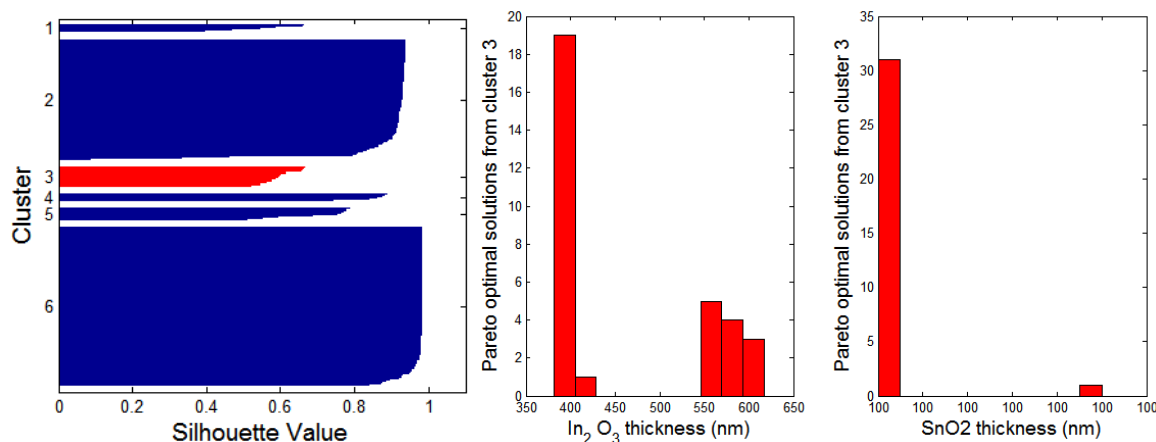 Cluster
1
2
3
4
5
6
0 0.2 0.4 0.6 0.8 1
Silhouette Value
Pareto optimal solutions from cluster 3
20
18
16
14
12
10
8
6
4
2
0
350 400 450 500 550 600 650
In2 O3 thickness (nm)
Pareto optimal solutions from cluster 3
35
30
25
20
15
10
5
0
100 100 100 100 100 100 100
SnO2 thickness (nm)